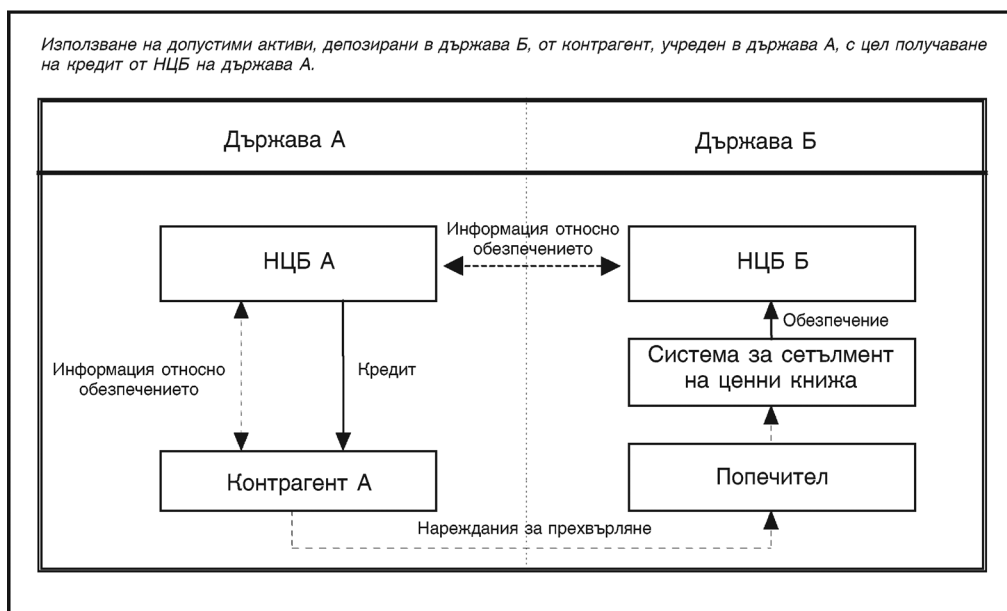 Използване на допустими активи, депозирани в държава Б, от контрагент, учреден в държава А, с цел получаване
на кредит от НЦБ на държава А.
Държава А
Държава Б
Информация относно
обезпечението
НЦБ А
НЦБ Б
Обезпечение
Информация относно
обезпечението
Кредит
Система за сетълмент
на ценни книжа
Контрагент А
Попечител
Нареждания за прехвърляне